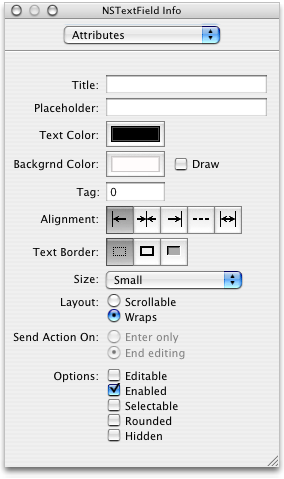 NSTextField Info
Attributes
Title:
Placeholder:
Text Color:
Backgrnd Color: Draw
Tag: 0
Alignment:
Text Border:
Size: Small
Layout: Scrollable
Wraps
Send Action On: Enter only
End editing
Options: Editable
Enabled
Selectable
Rounded
Hidden